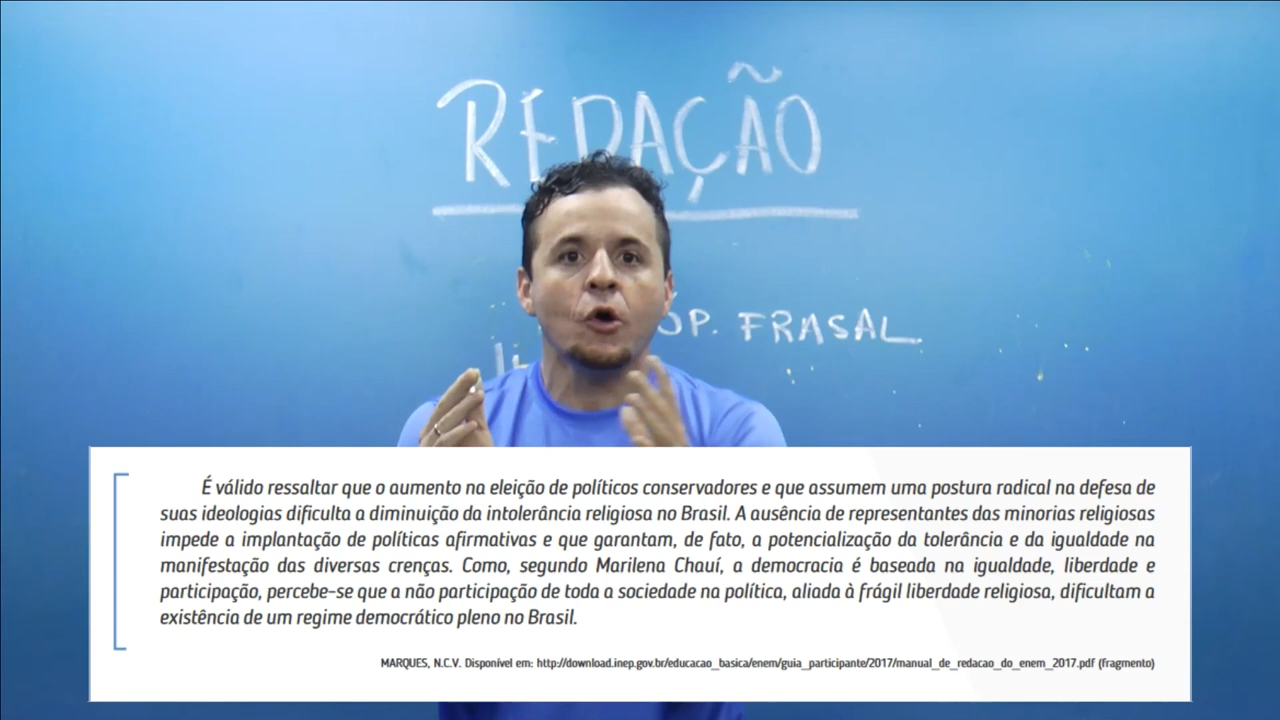 REDAÇÃO
OP. FRASAL
É válido ressaltar que o aumento na eleição de políticos conservadores e que assumem uma postura radical na defesa de
suas ideologias dificulta a diminuição da intolerância religiosa no Brasil. A ausência de representantes das minorias religiosas
impede a implantação de políticas afirmativas e que garantam, de fato, a potencialização da tolerância e da igualdade na
manifestação das diversas crenças. Como, segundo Marilena Chauí, a democracia é baseada na igualdade, liberdade e
participação, percebe-se que a não participação de toda a sociedade na política, aliada à frágil liberdade religiosa, dificultam a
existência de um regime democrático pleno no Brasil.
MARQUES, N.C.V. Disponível em: http://download.inep.gov.br/educacao_basica/enem/guia_participante/2017/manual_de_redacao_do_enem_2017.pdf (fragmento)